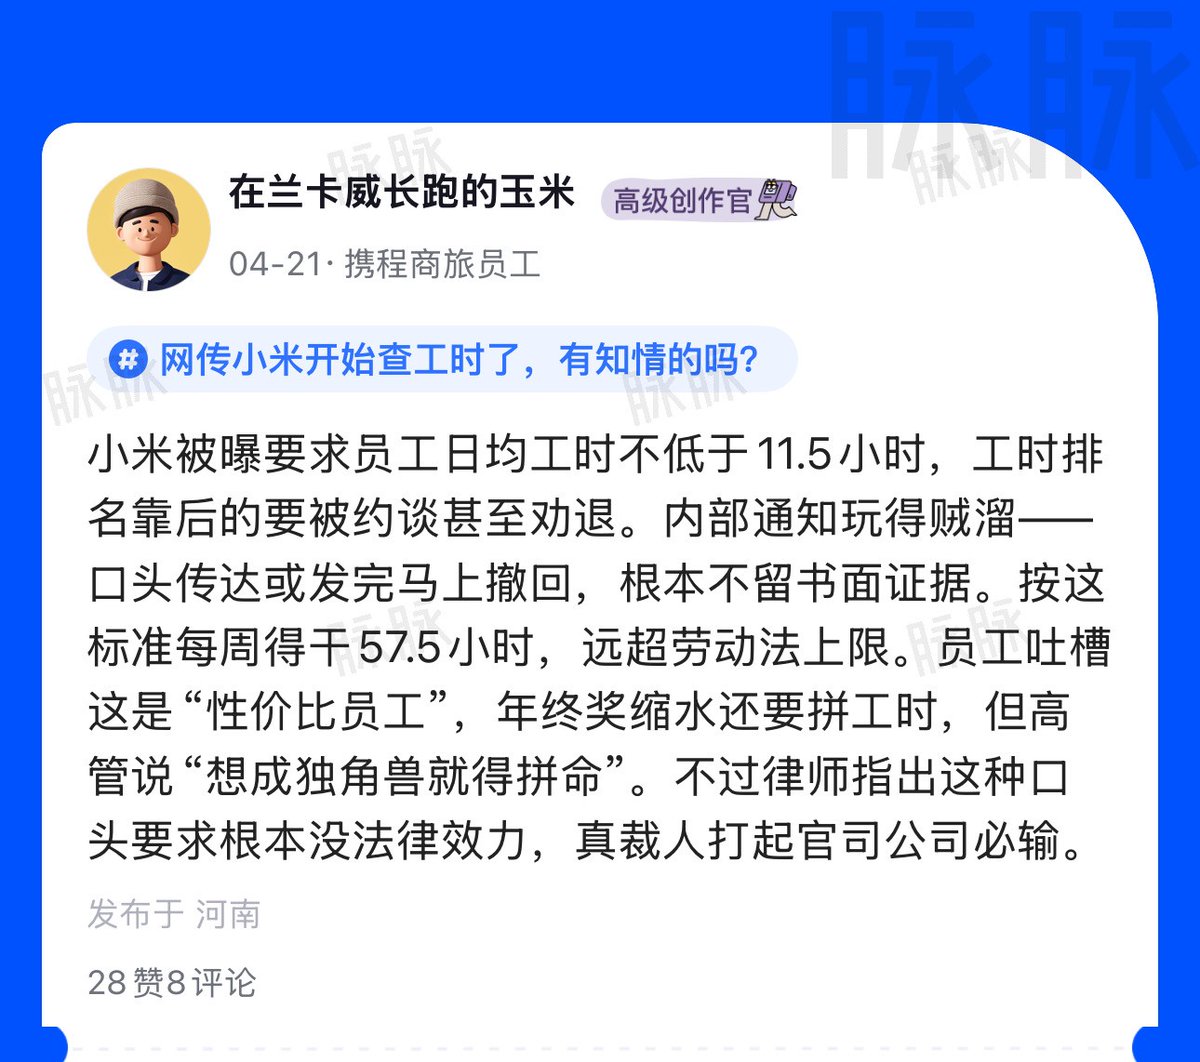 脉脉
在兰卡威长跑的玉米 高级创作官
04-21·携程商旅员工
# 网传小米开始查工时了，有知情的吗？
小米被曝要求员工日均工时不低于11.5小时，工时排
名靠后的要被约谈甚至劝退。内部通知玩得贼溜——
口头传达或发完马上撤回，根本不留书面证据。按这
标准每周得干57.5小时，远超劳动法上限。员工吐槽
这是“性价比员工”，年终奖缩水还要拼工时，但高
管说“想成独角兽就得拼命”。不过律师指出这种口
头要求根本没法律效力，真裁人打起官司公司必输。
发布于 河南
28赞8评论